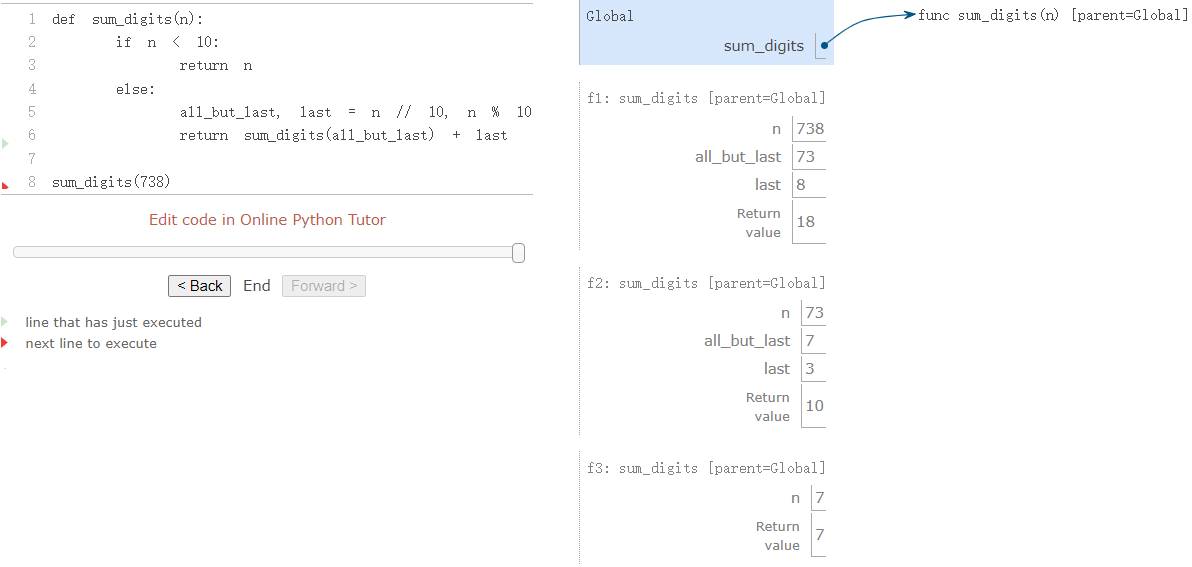 1 def sum_digits(n):
2 if n < 10:
3 return n
4 else:
5 all_but_last, last = n // 10, n % 10
6 return sum_digits(all_but_last) + last
7
8 sum_digits(738)
Edit code in Online Python Tutor
< Back End Forward >
line that has just executed
next line to execute
Global
sum_digits
func sum_digits(n) [parent=Global]
f1: sum_digits [parent=Global]
n 738
all_but_last 73
last 8
Return
value 18
f2: sum_digits [parent=Global]
n 73
all_but_last 7
last 3
Return
value 10
f3: sum_digits [parent=Global]
n 7
Return
value 7